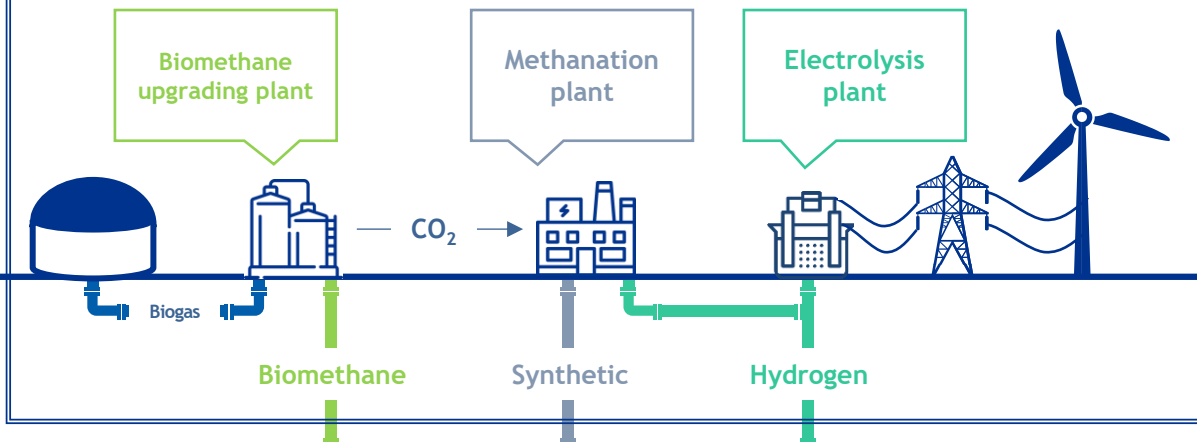 Biomethane
upgrading plant
Methanation
plant
Electrolysis
plant
CO₂
Biogas
Biomethane
Synthetic
Hydrogen